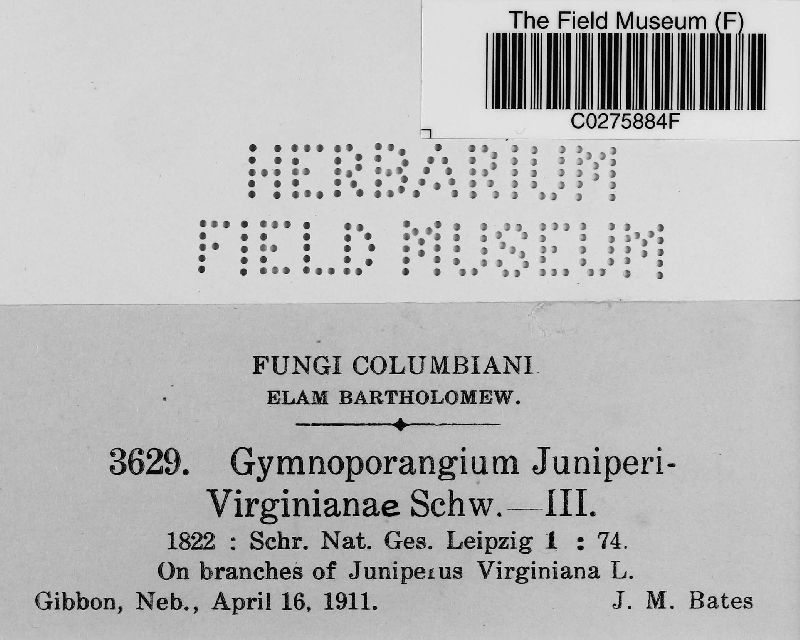 The Field Museum (F)
C0275884F
HERBARIUM
FIELD MUSEUM
FUNGI COLUMBIANI
ELAM BARTHOLOMEW.
3629. Gymnoporangium Juniperi-
Virginianae Schw.—III.
1822 : Schr. Nat. Ges. Leipzig 1 : 74.
On branches of Juniperus Virginiana L.
Gibbon, Neb., April 16, 1911. J. M. Bates